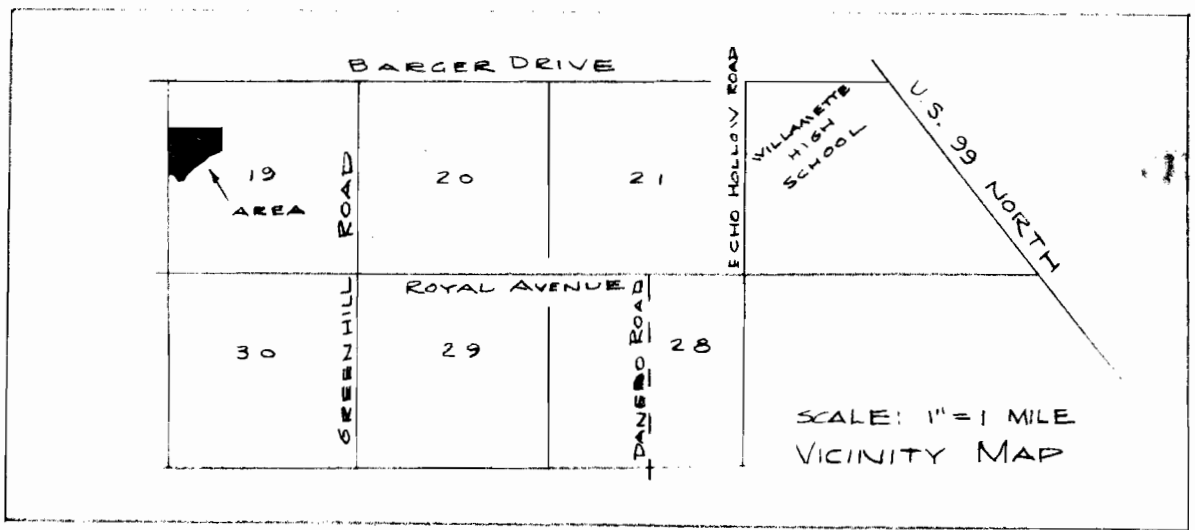 BARGER DRIVE
ECHO HOLLOW ROAD
WILLAMETTE
HIGH
SCHOOL
U.S. 99 NORTH
19
20
21
AREA
GREENHILL ROAD
ROYAL AVENUE
DANEBO ROAD
30
29
28
SCALE: 1" = 1 MILE
VICINITY MAP